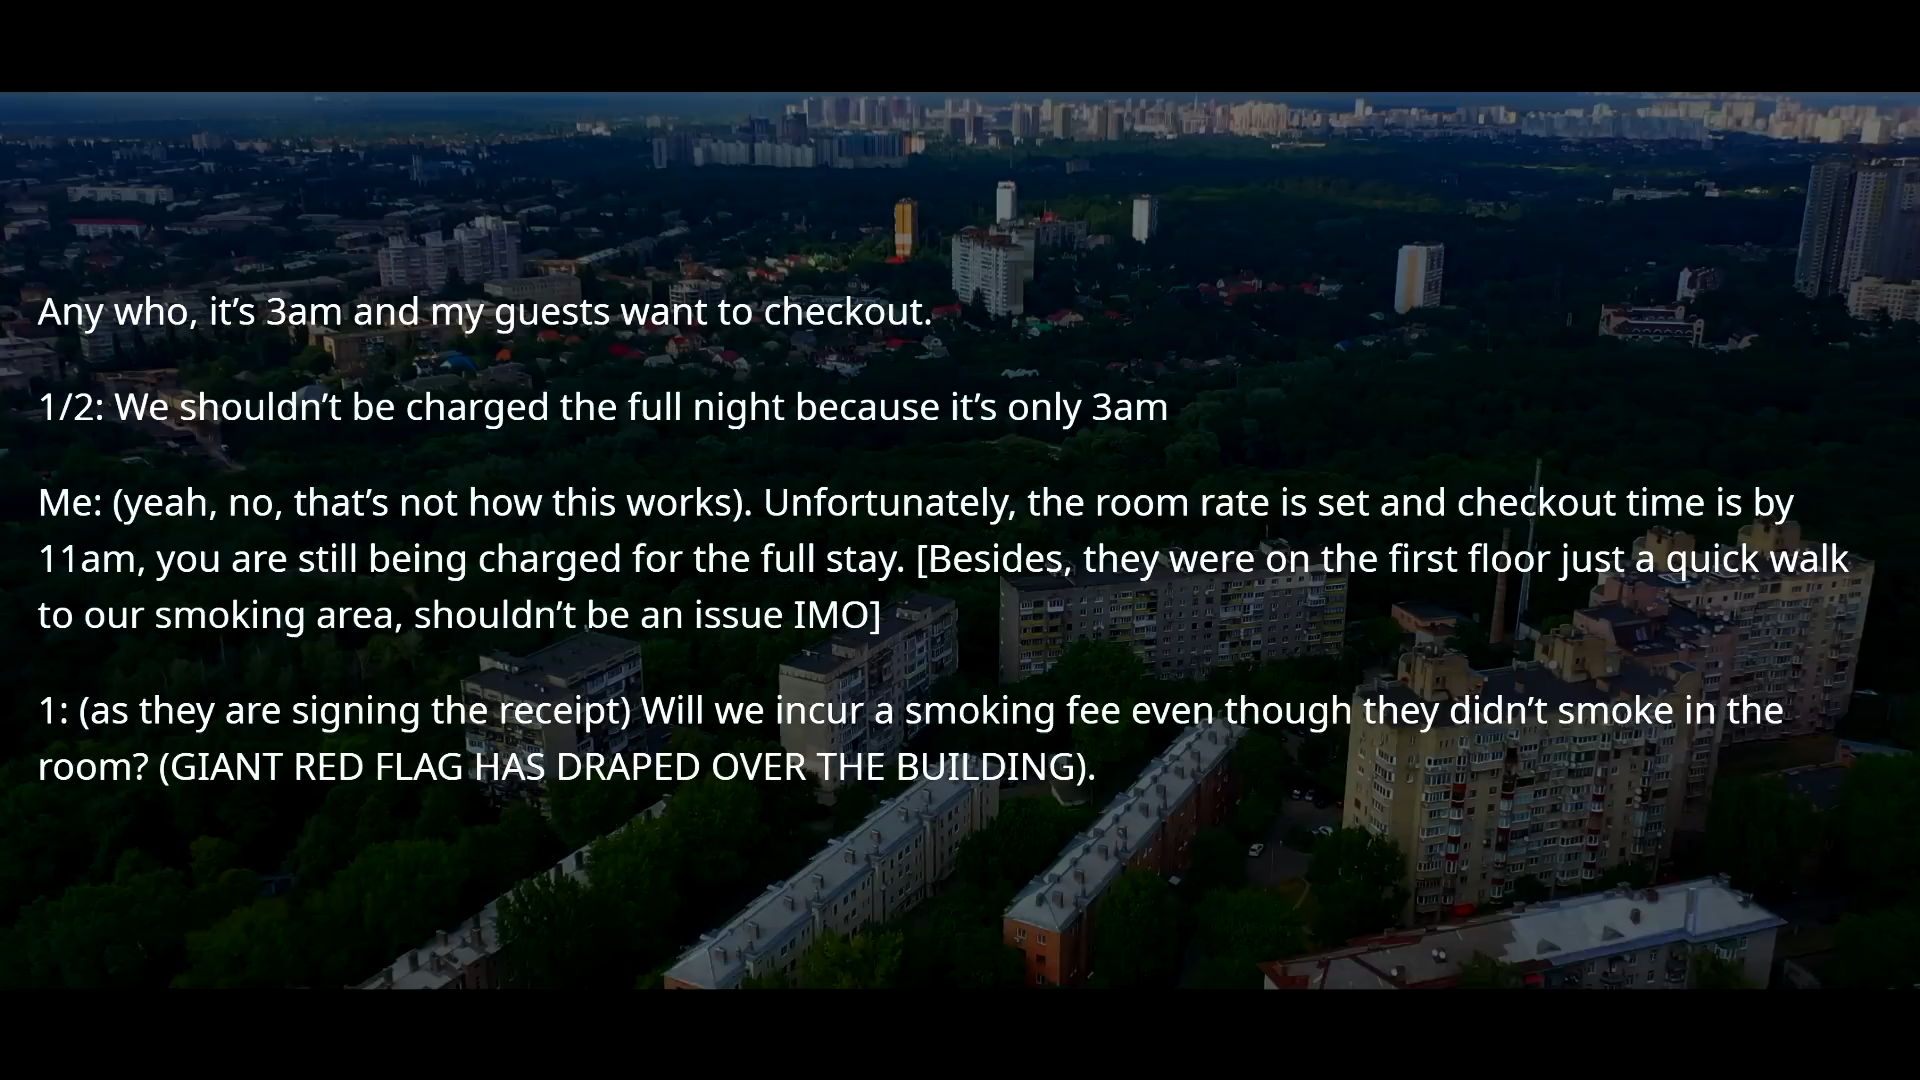 Any who, it’s 3am and my guests want to checkout.
1/2: We shouldn’t be charged the full night because it’s only 3am
Me: (yeah, no, that’s not how this works). Unfortunately, the room rate is set and checkout time is by
11am, you are still being charged for the full stay. [Besides, they were on the first floor just a quick walk
to our smoking area, shouldn’t be an issue IMO]
1: (as they are signing the receipt) Will we incur a smoking fee even though they didn’t smoke in the
room? (GIANT RED FLAG HAS DRAPED OVER THE BUILDING).